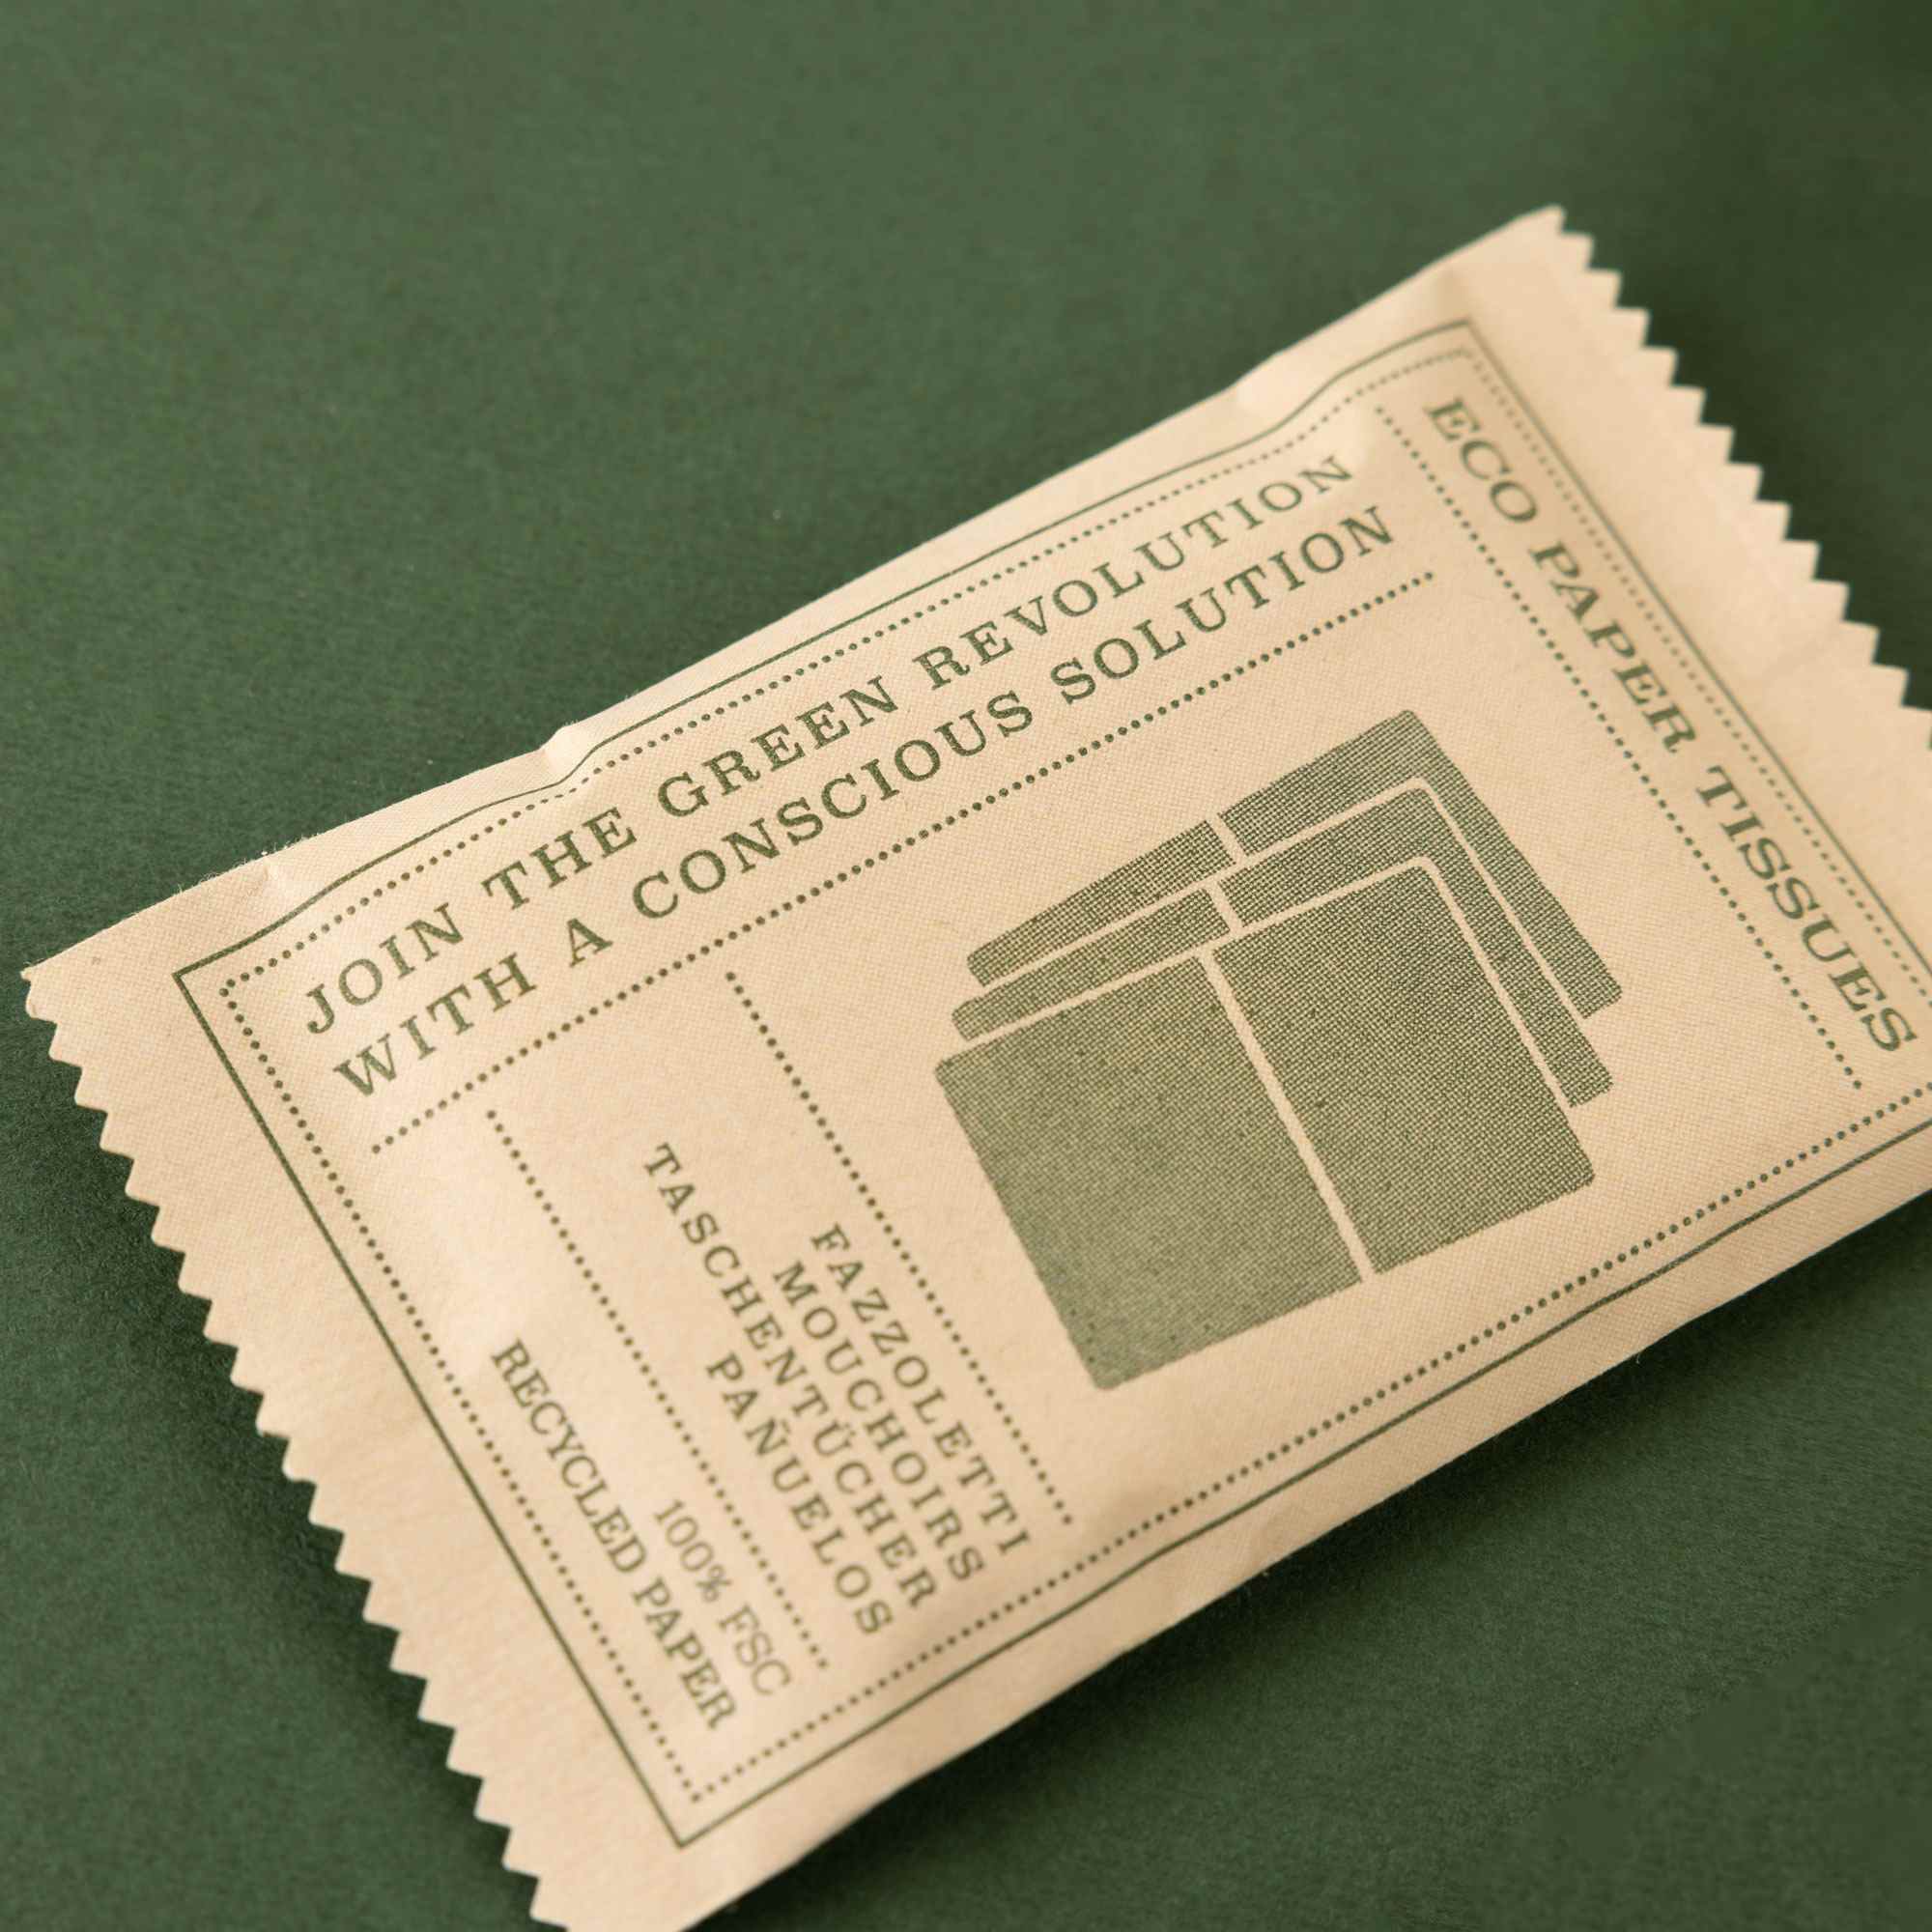 JOIN THE GREEN REVOLUTION
WITH A CONSCIOUS SOLUTION
ECO PAPER TISSUES
FAZZOLETTI
MOUCHOIRS
TASCHENTÜCHER
PAÑUELOS
100% FSC
RECYCLED PAPER